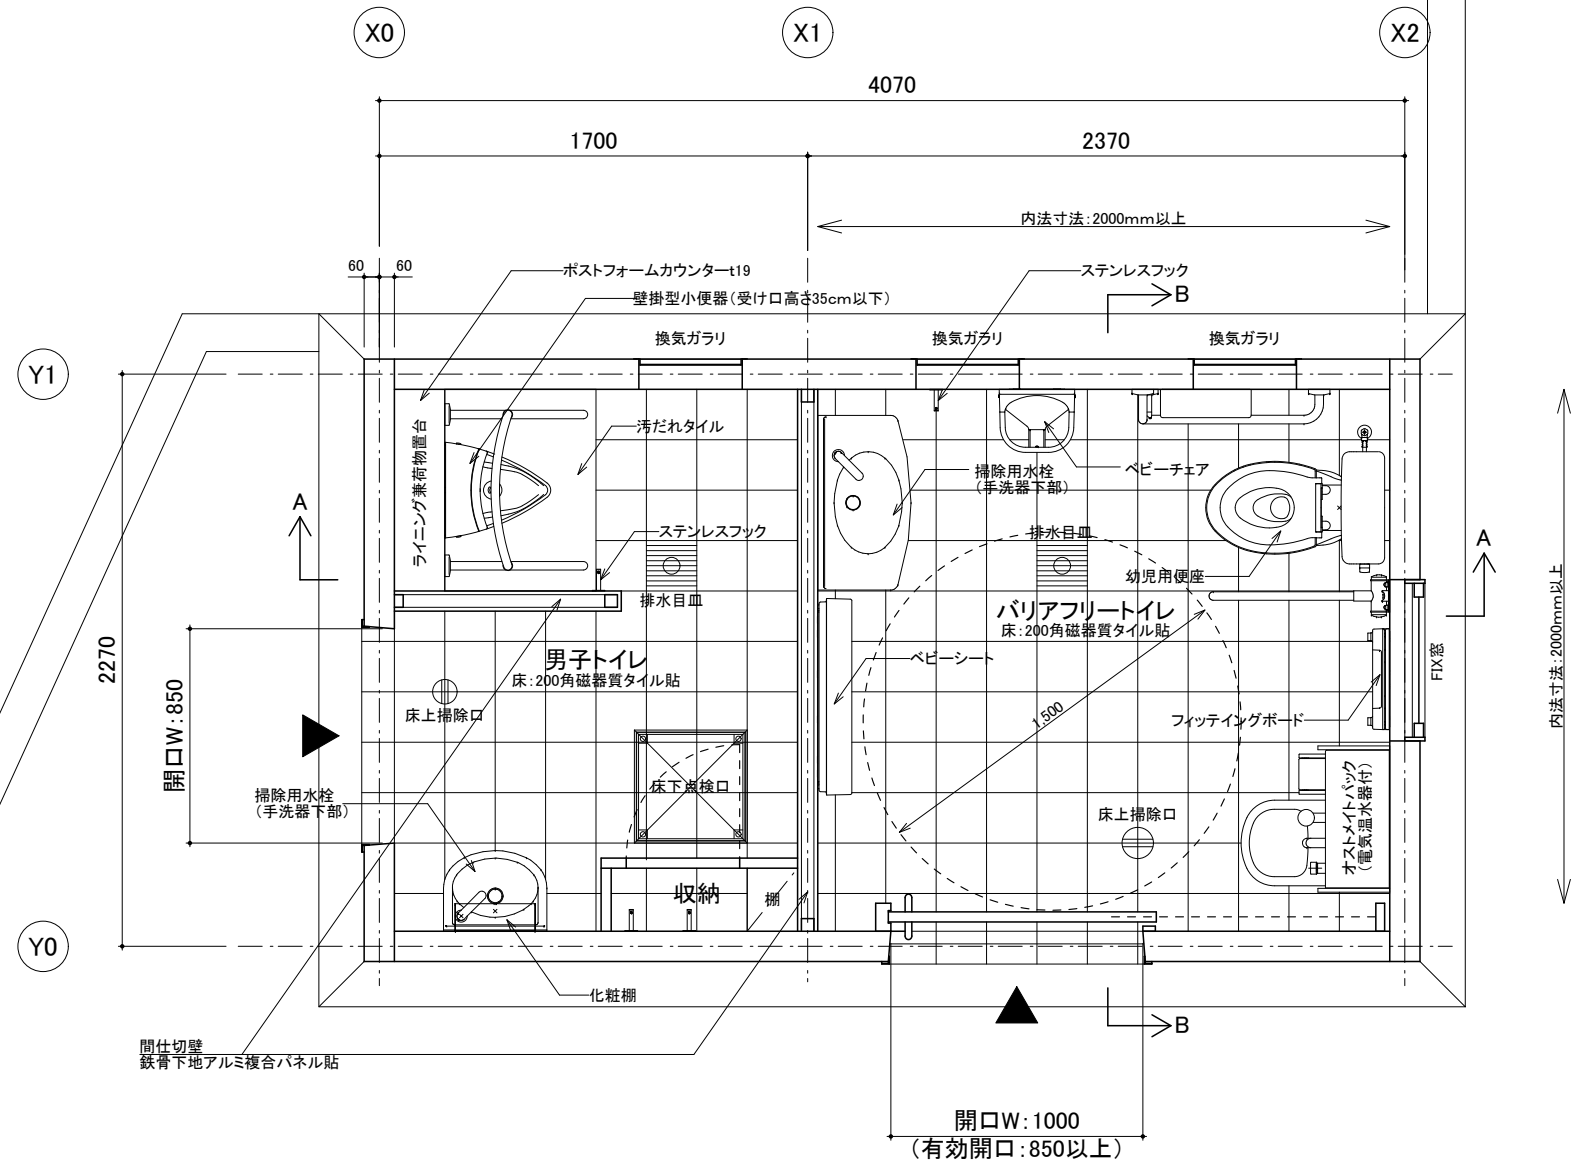 X0
X1
X2
4070
1700
2370
内法寸法:2000mm以上
60
60
ポストフォームカウンターt19
ステンレスフック
壁掛型小便器(受け口高さ35cm以下)
B
換気ガラリ
換気ガラリ
換気ガラリ
Y1
ライニング兼荷物置台
汚だれタイル
掃除用水栓
(手洗器下部)
ベビーチェア
A
ステンレスフック
排水目皿
A
幼児用便座
排水目皿
バリアフリートイレ
床:200角磁器質タイル貼
内法寸法:2000mm以上
2270
男子トイレ
床:200角磁器質タイル貼
ベビーシート
FIX窓
開口W:850
床上掃除口
1,500
フィッテイングボード
床下点検口
オストメイトパック
(電気温水器付)
掃除用水栓
(手洗器下部)
床上掃除口
収納
棚
Y0
化粧棚
B
間仕切壁
鉄骨下地アルミ複合パネル貼
開口W:1000
(有効開口:850以上)